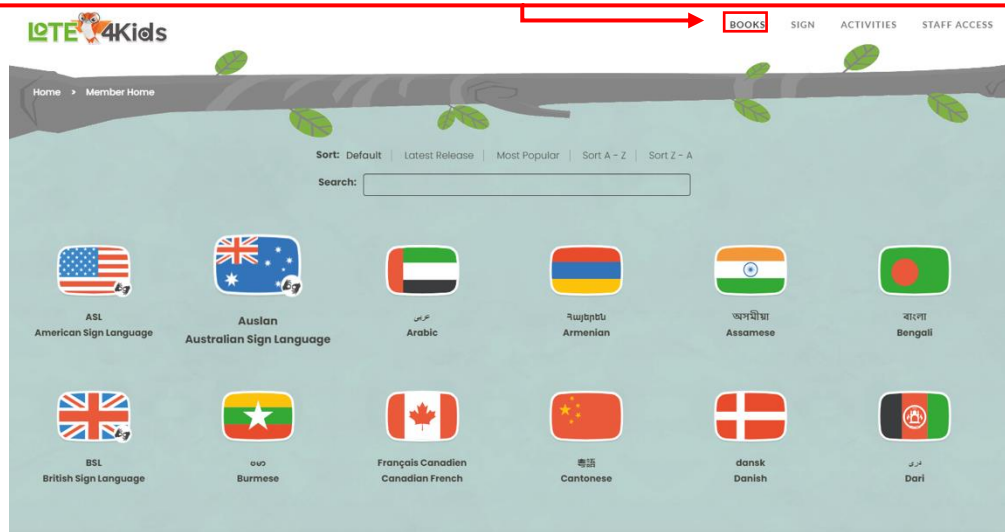 LOTE4Kids
BOOKS SIGN ACTIVITIES STAFF ACCESS
Home > Member Home
Sort: Default | Latest Release | Most Popular | Sort A - Z | Sort Z - A
Search:
ASL
American Sign Language
Auslan
Australian Sign Language
عربي
Arabic
Հայերեն
Armenian
অসমীয়া
Assamese
বাংলা
Bengali
BSL
British Sign Language
ဗမာ
Burmese
Français Canadien
Canadian French
粵語
Cantonese
dansk
Danish
دری
Dari